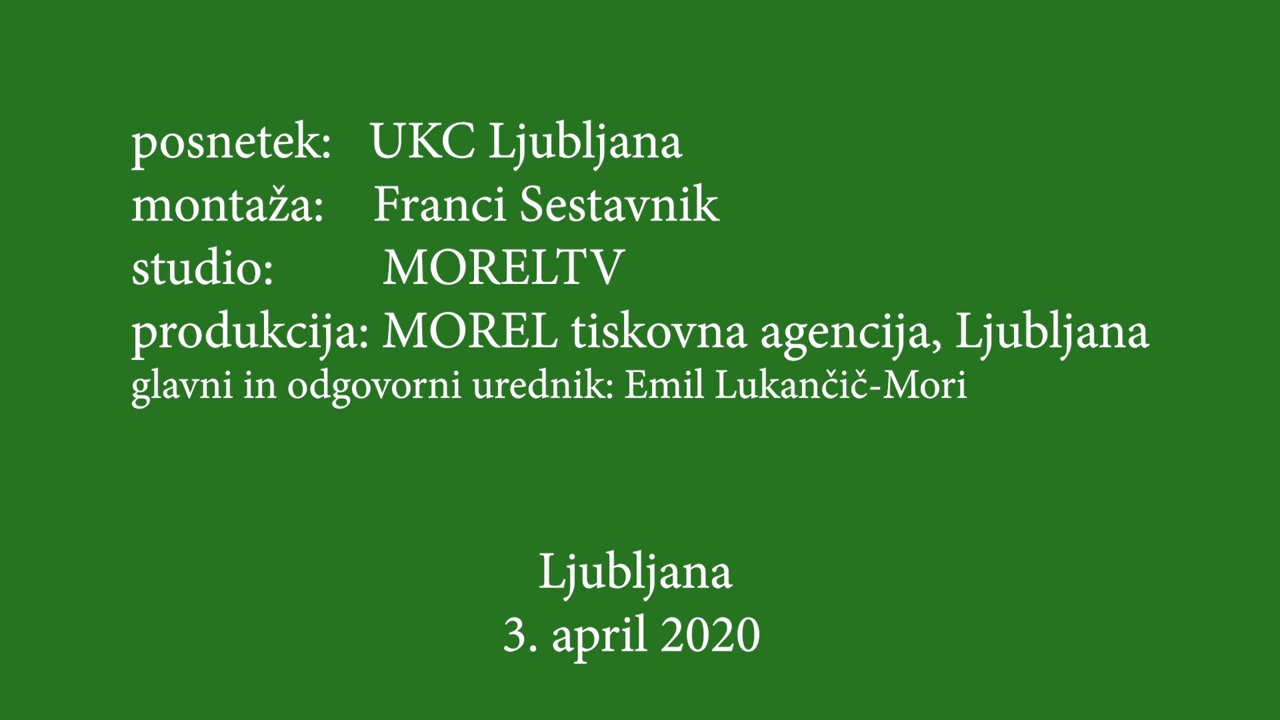 posnetek: UKC Ljubljana
montaža: Franci Sestavnik
studio: MORELTV
produkcija: MOREL tiskovna agencija, Ljubljana
glavni in odgovorni urednik: Emil Lukančič-Mori
Ljubljana
3. april 2020